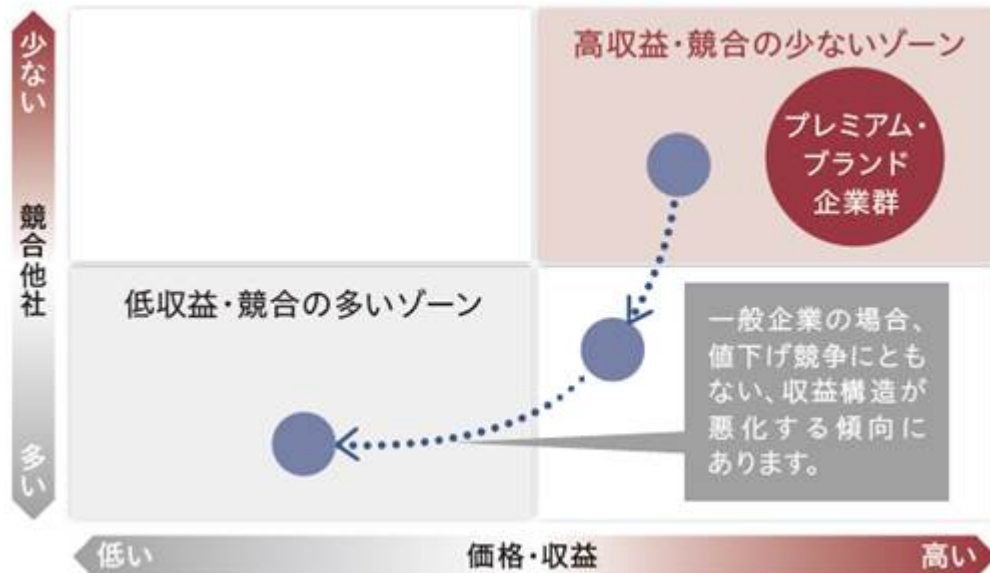 少ない
競合他社
多い
高収益・競合の少ないゾーン
プレミアム・
ブランド
企業群
低収益・競合の多いゾーン
一般企業の場合、
値下げ競争にとも
ない、収益構造が
悪化する傾向に
あります。
低い
価格・収益
高い